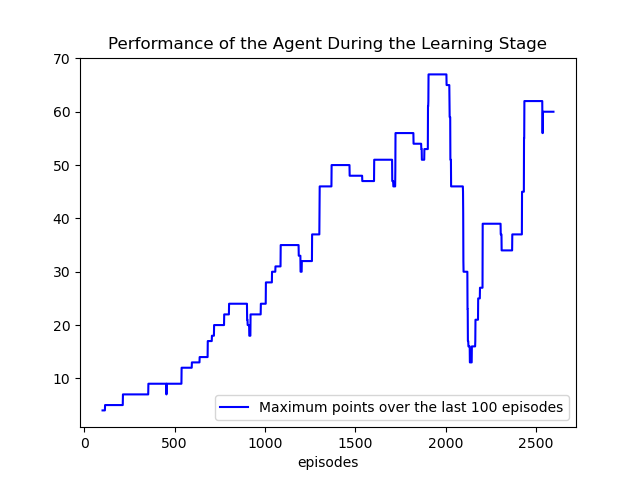 Performance of the Agent During the Learning Stage
70
60
50
40
30
20
10
Maximum points over the last 100 episodes
0 500 1000 1500 2000 2500
episodes